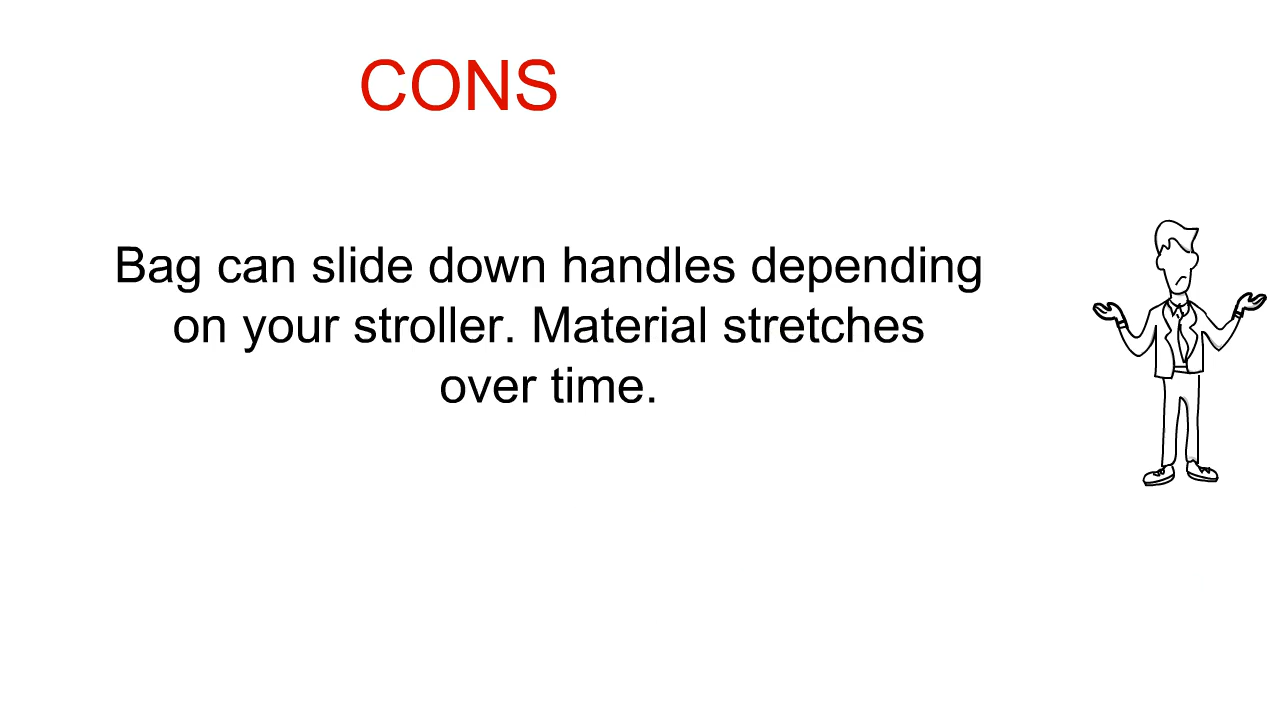 CONS
Bag can slide down handles depending
on your stroller. Material stretches
over time.